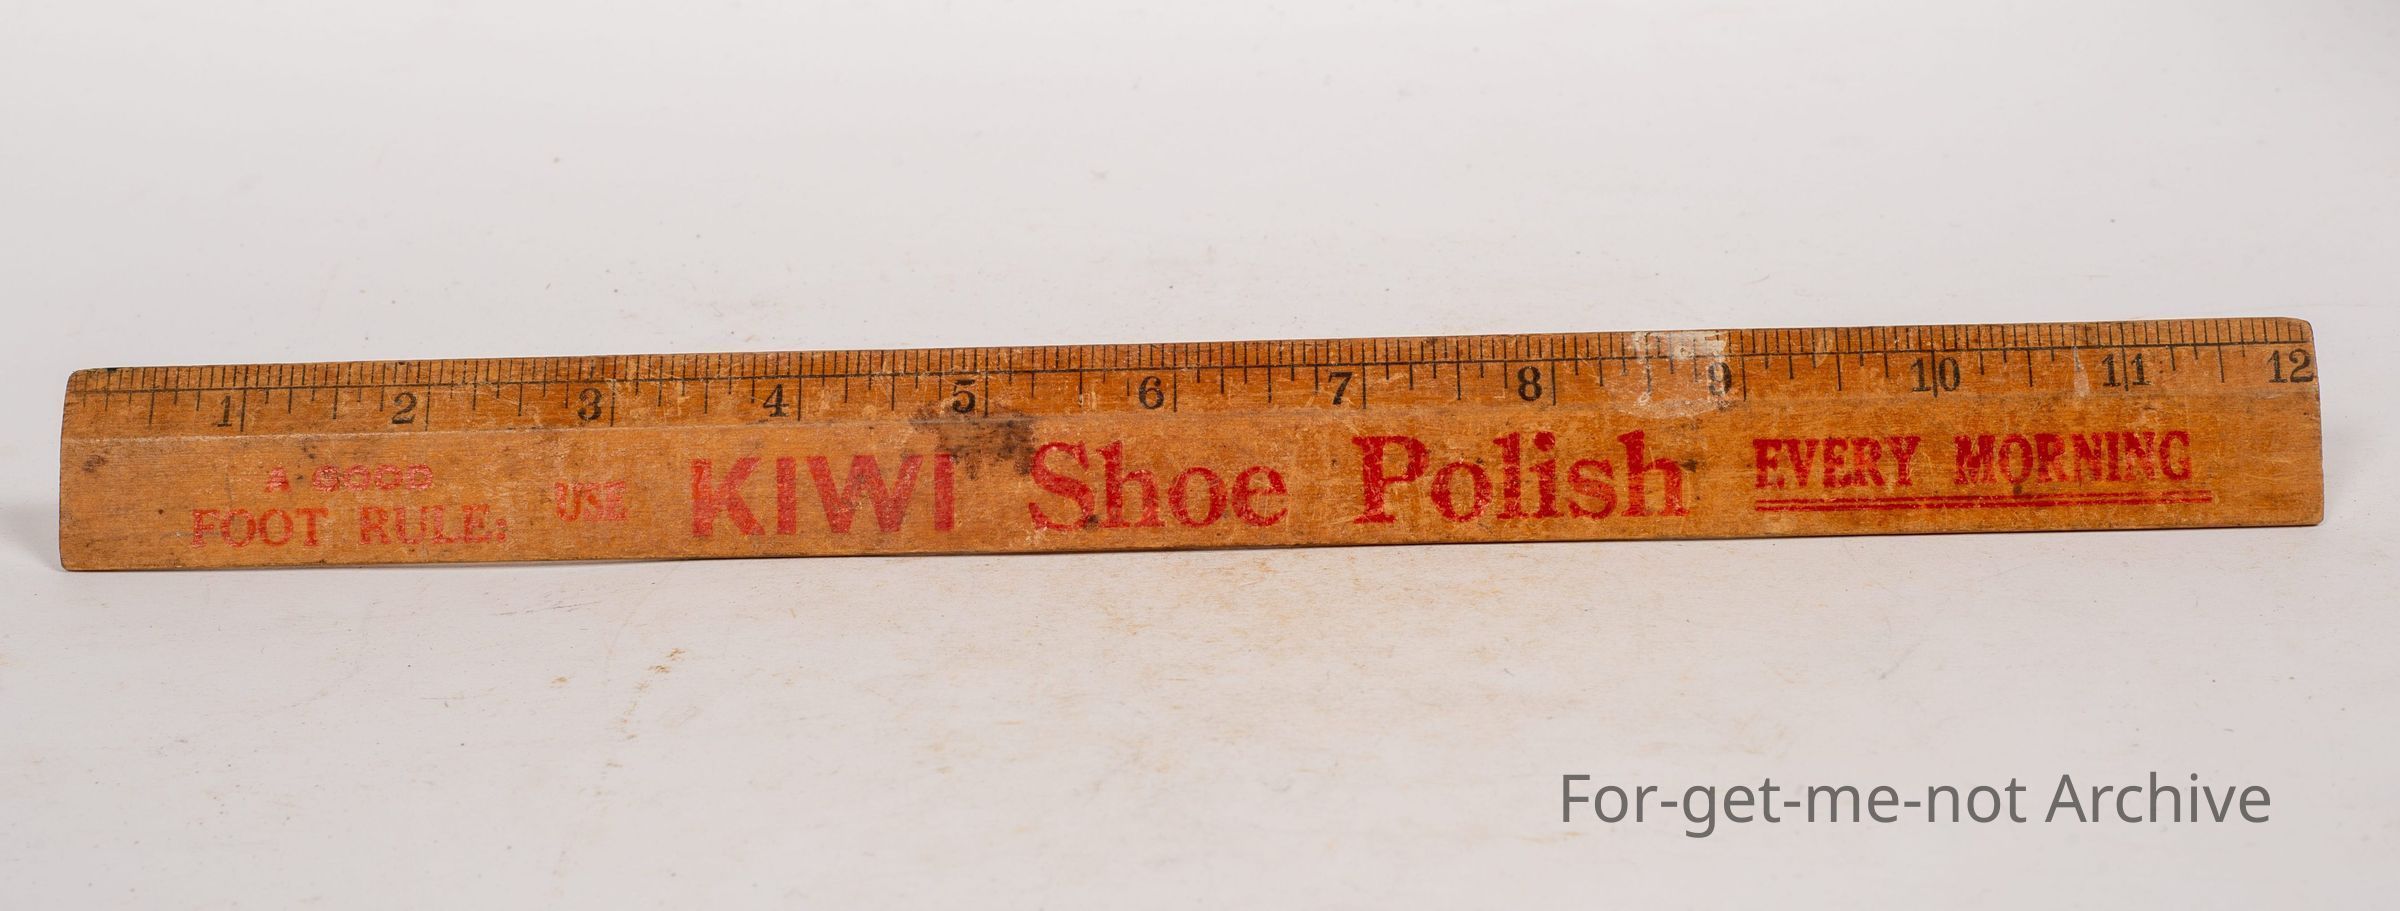 1 2 3 4 5 6 7 8 9 10 11 12
A GOOD
FOOT RULE: USE KIWI Shoe Polish EVERY MORNING
For-get-me-not Archive